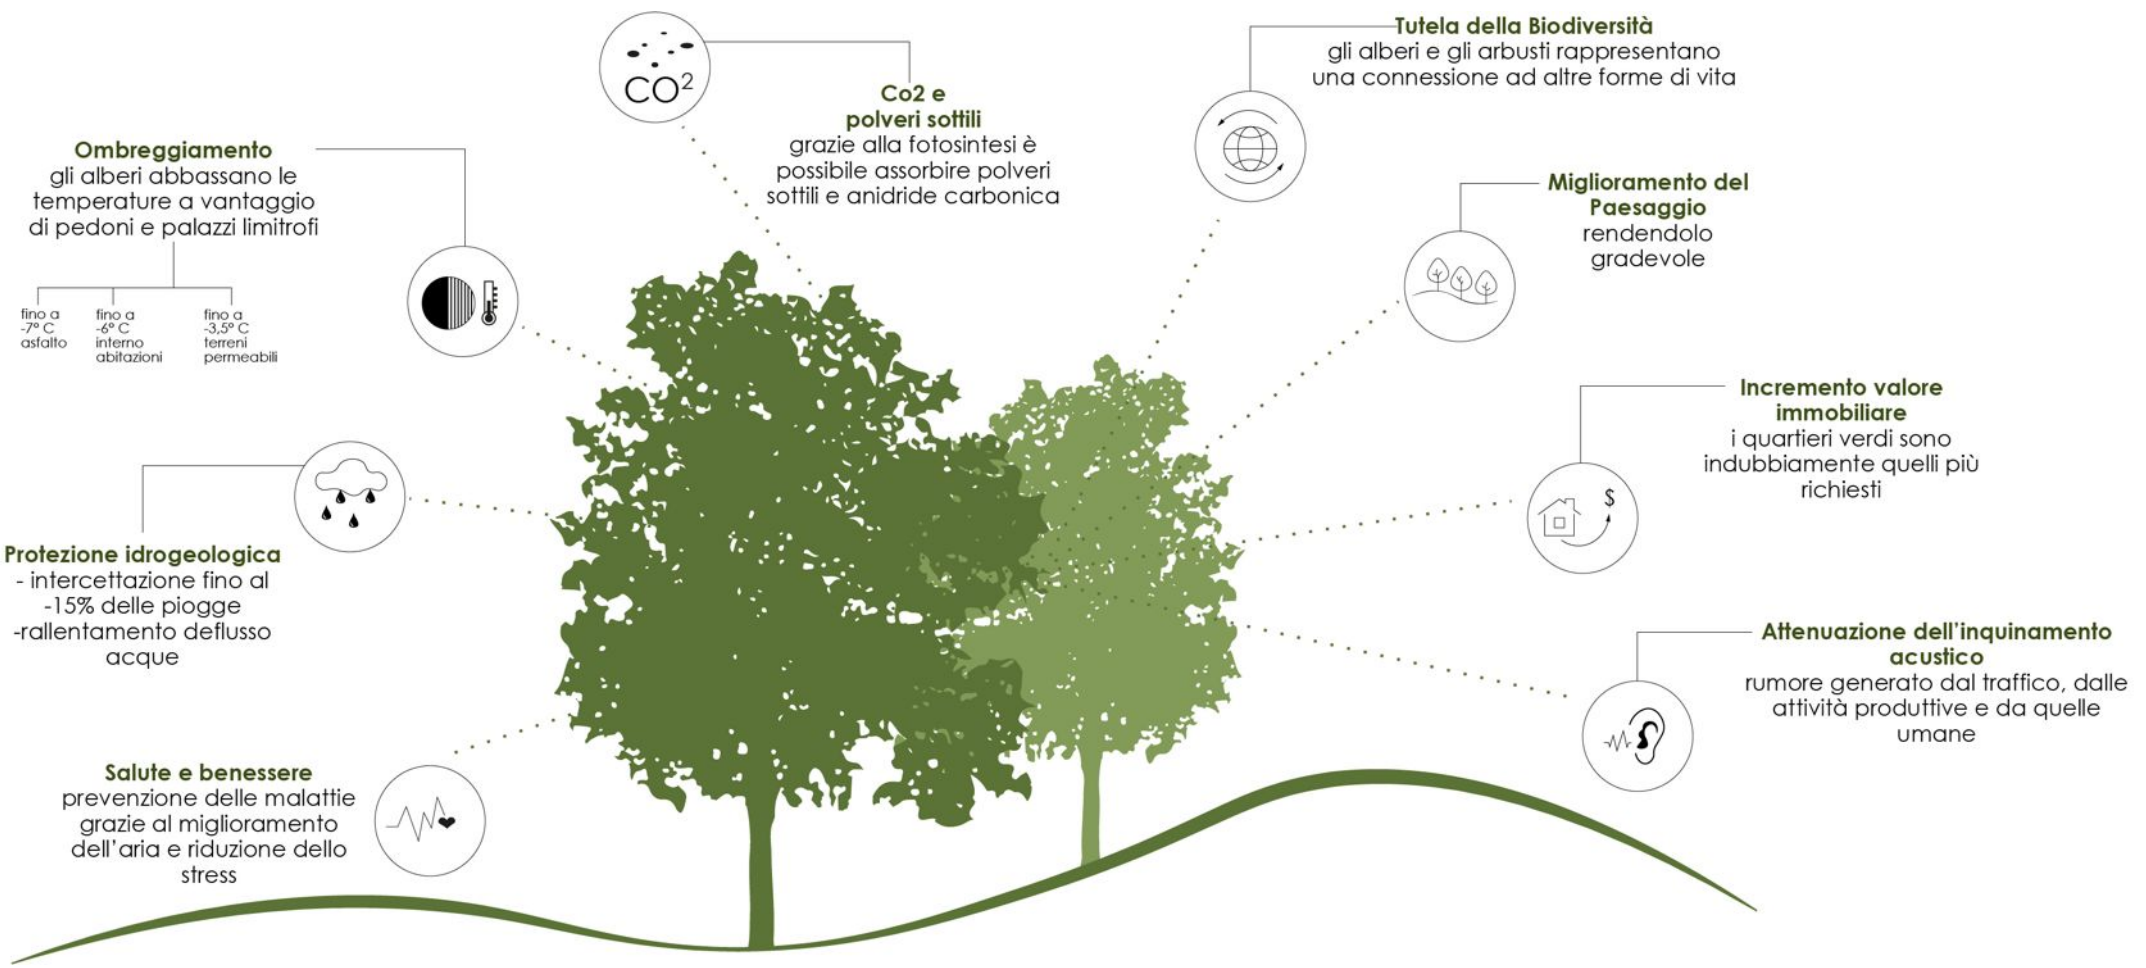 CO²
Co2 e
polveri sottili
grazie alla fotosintesi è
possibile assorbire polveri
sottili e anidride carbonica
Tutela della Biodiversità
gli alberi e gli arbusti rappresentano
una connessione ad altre forme di vita
Ombreggiamento
gli alberi abbassano le
temperature a vantaggio
di pedoni e palazzi limitrofi
fino a
-7° C
asfalto
fino a
-6° C
interno
abitazioni
fino a
-3,5° C
terreni
permeabili
Miglioramento del
Paesaggio
rendendolo
gradevole
Incremento valore
immobiliare
i quartieri verdi sono
indubbiamente quelli più
richiesti
$
Protezione idrogeologica
- intercettazione fino al
-15% delle piogge
-rallentamento deflusso
acque
Attenuazione dell'inquinamento
acustico
rumore generato dal traffico, dalle
attività produttive e da quelle
umane
Salute e benessere
prevenzione delle malattie
grazie al miglioramento
dell'aria e riduzione dello
stress